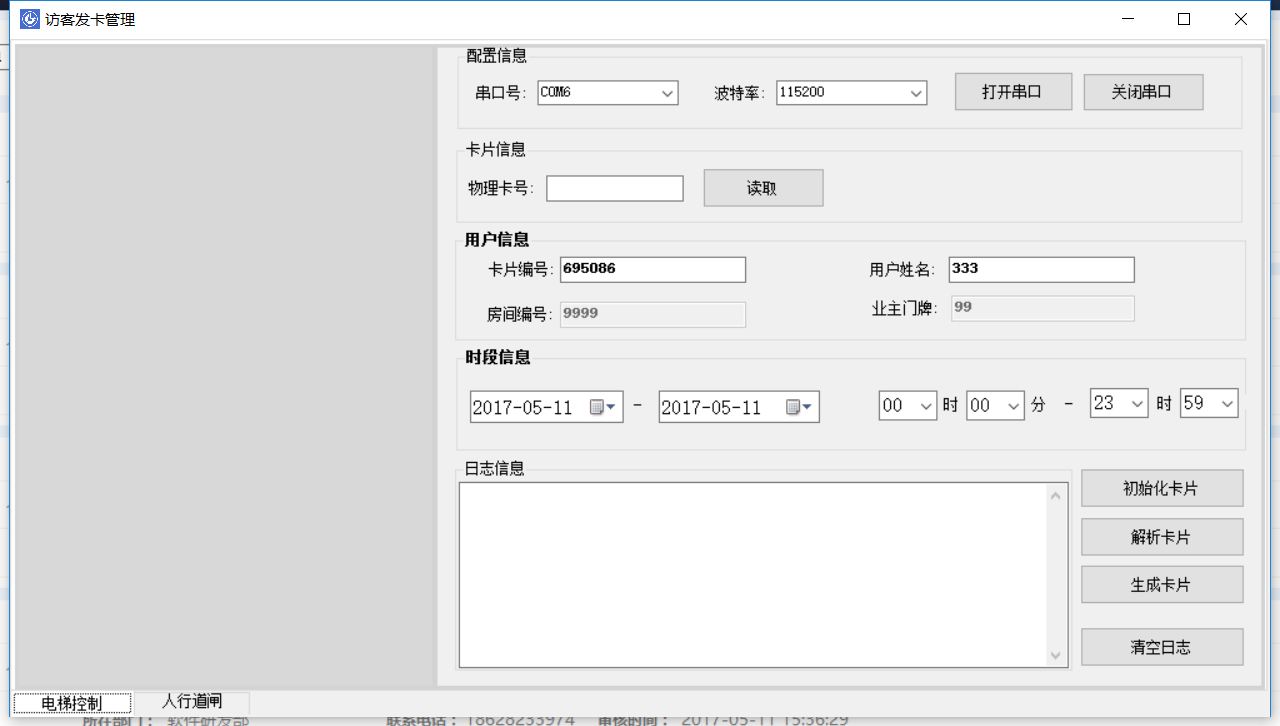 访客发卡管理
配置信息
串口号: COM6 波特率: 115200 打开串口 关闭串口
卡片信息
物理卡号: 读取
用户信息
卡片编号: 695086 用户姓名: 333
房间编号: 9999 业主门牌: 99
时段信息
2017-05-11 - 2017-05-11 00 时 00 分 - 23 时 59
日志信息
初始化卡片
解析卡片
生成卡片
清空日志
电梯控制 人行道闸
所在部门: 软件研发部 联系电话: 18628233974 审核时间: 2017-05-11 15:36:29